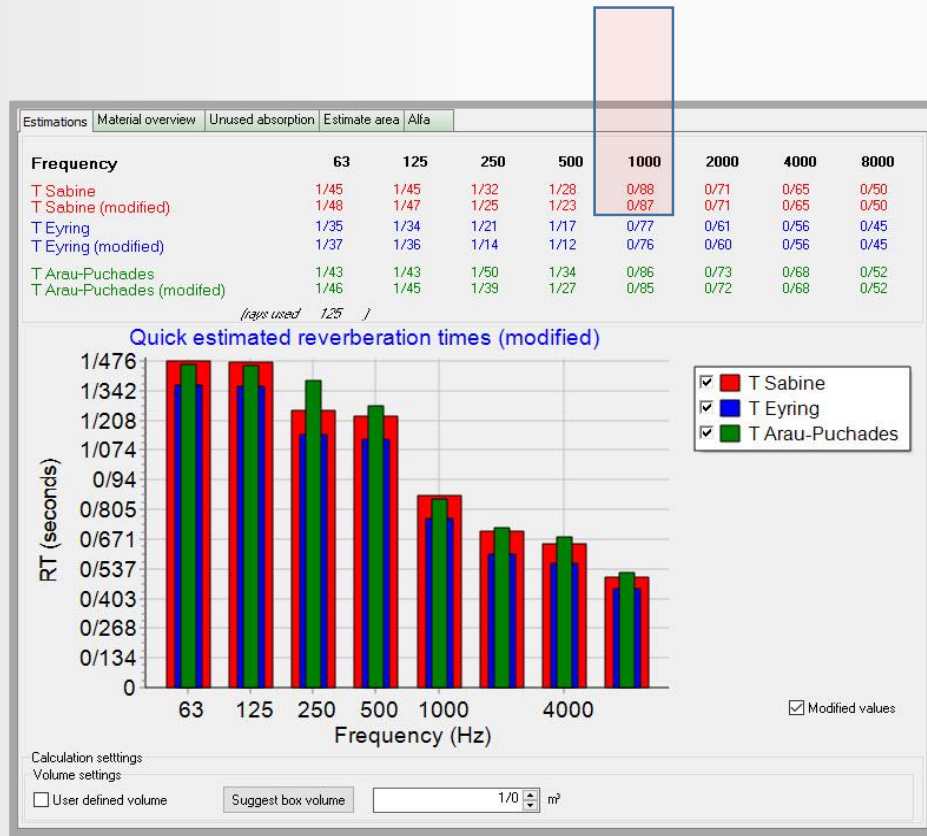 Estimations Material overview Unused absorption Estimate area Alfa
Frequency 63 125 250 500 1000 2000 4000 8000
T Sabine 1/45 1/45 1/32 1/28 0/88 0/71 0/65 0/50
T Sabine (modified) 1/48 1/47 1/25 1/23 0/87 0/71 0/65 0/50
T Eyring 1/35 1/34 1/21 1/17 0/77 0/61 0/56 0/45
T Eyring (modified) 1/37 1/36 1/14 1/12 0/76 0/60 0/56 0/45
T Arau-Puchades 1/43 1/43 1/50 1/34 0/86 0/73 0/68 0/52
T Arau-Puchades (modifed) 1/46 1/45 1/39 1/27 0/85 0/72 0/68 0/52
(rays used 125 )
Quick estimated reverberation times (modified)
1/476
1/342
1/208
1/074
0/94
0/805
0/671
0/537
0/403
0/268
0/134
0
RT (seconds)
63 125 250 500 1000 4000
Frequency (Hz)
T Sabine
T Eyring
T Arau-Puchades
Modified values
Calculation setttings
Volume settings
User defined volume Suggest box volume 1/0 m³